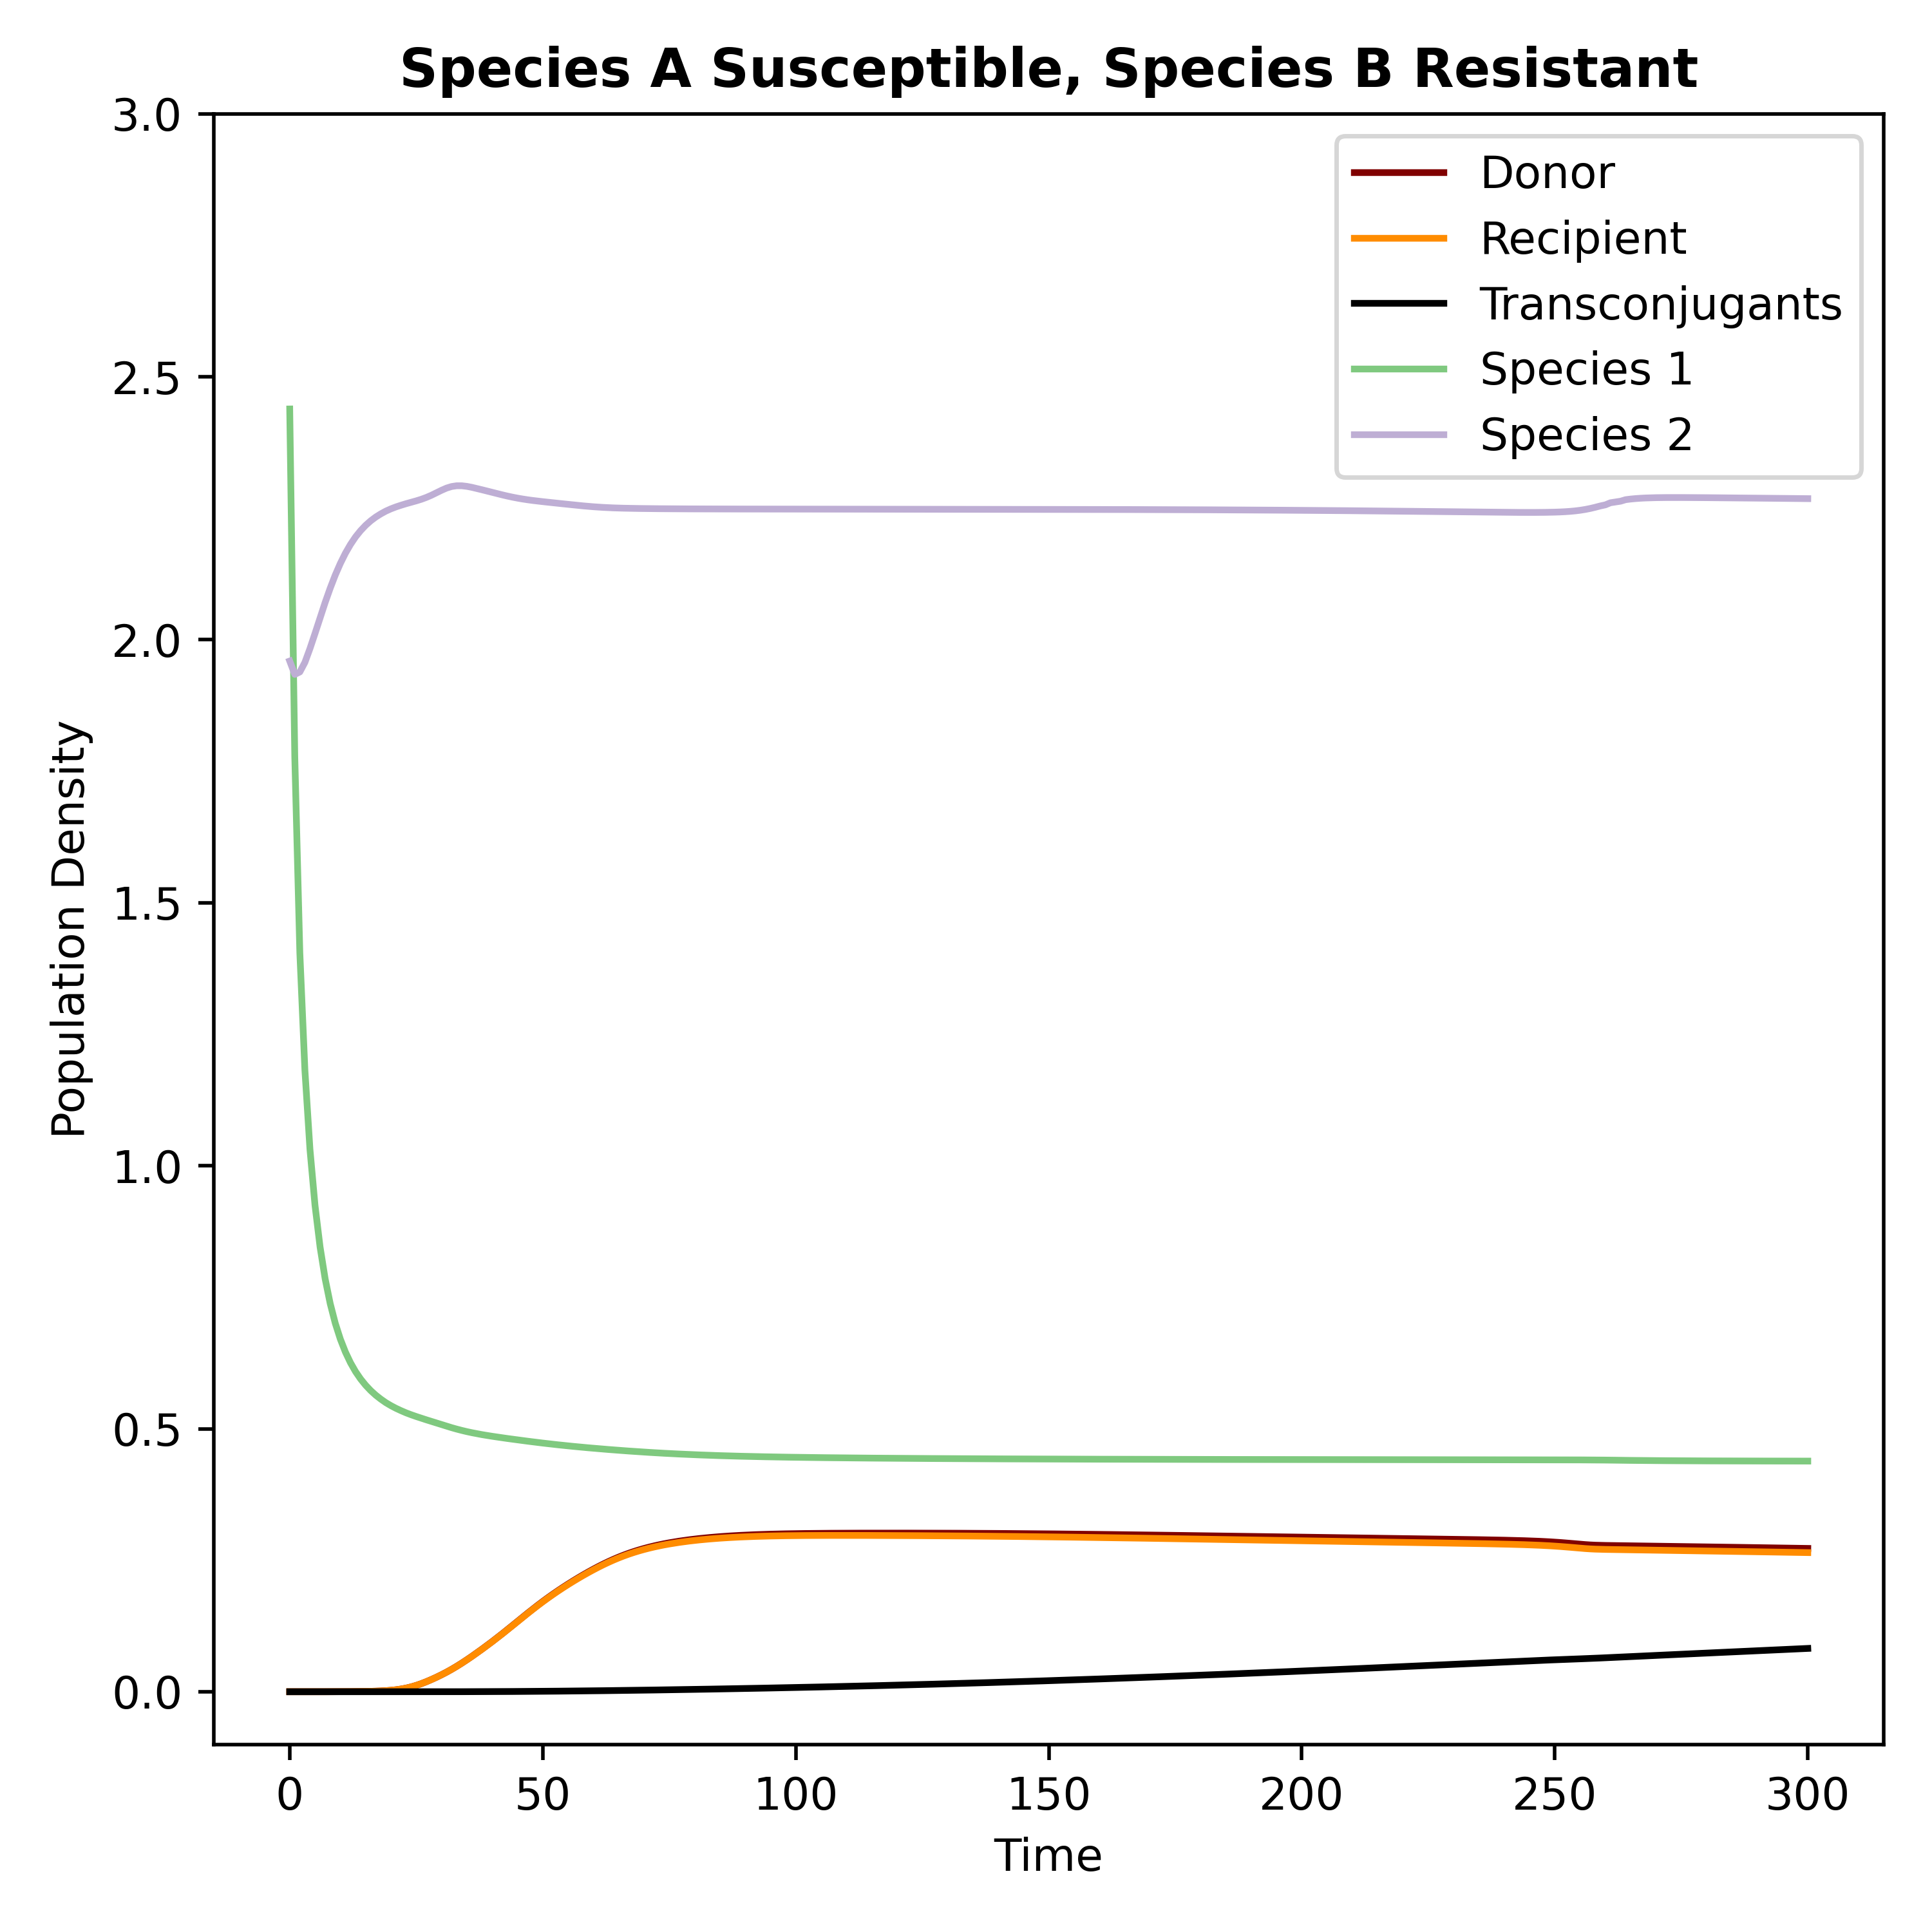 Species A Susceptible, Species B Resistant
3.0
2.5
2.0
1.5
1.0
0.5
0.0
Population Density
Donor
Recipient
Transconjugants
Species 1
Species 2
0 50 100 150 200 250 300
Time